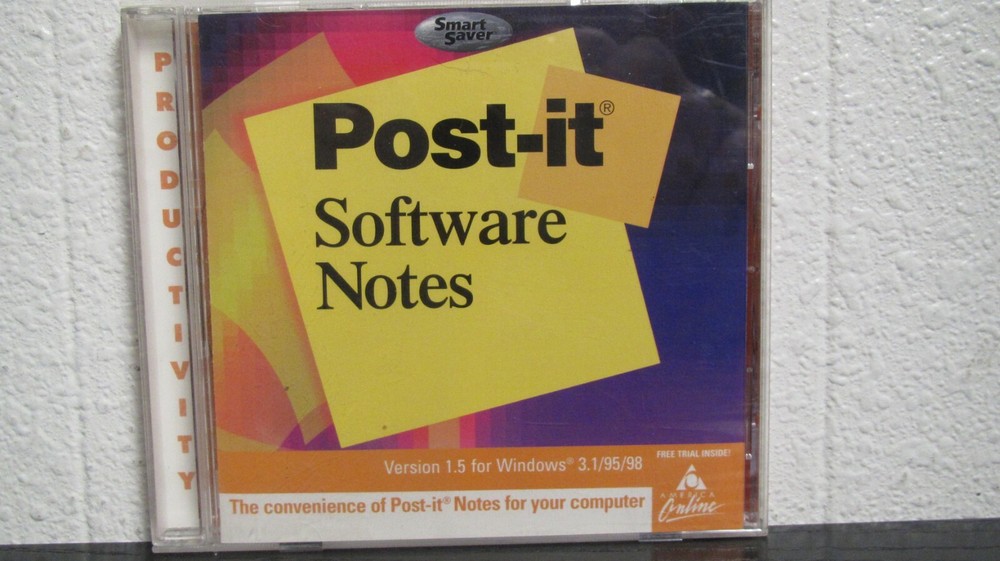 PRODUCTIVITY
Smart
Saver
Post-it®
Software
Notes
Version 1.5 for Windows® 3.1/95/98
FREE TRIAL INSIDE!
AMERICA
Online
The convenience of Post-it® Notes for your computer